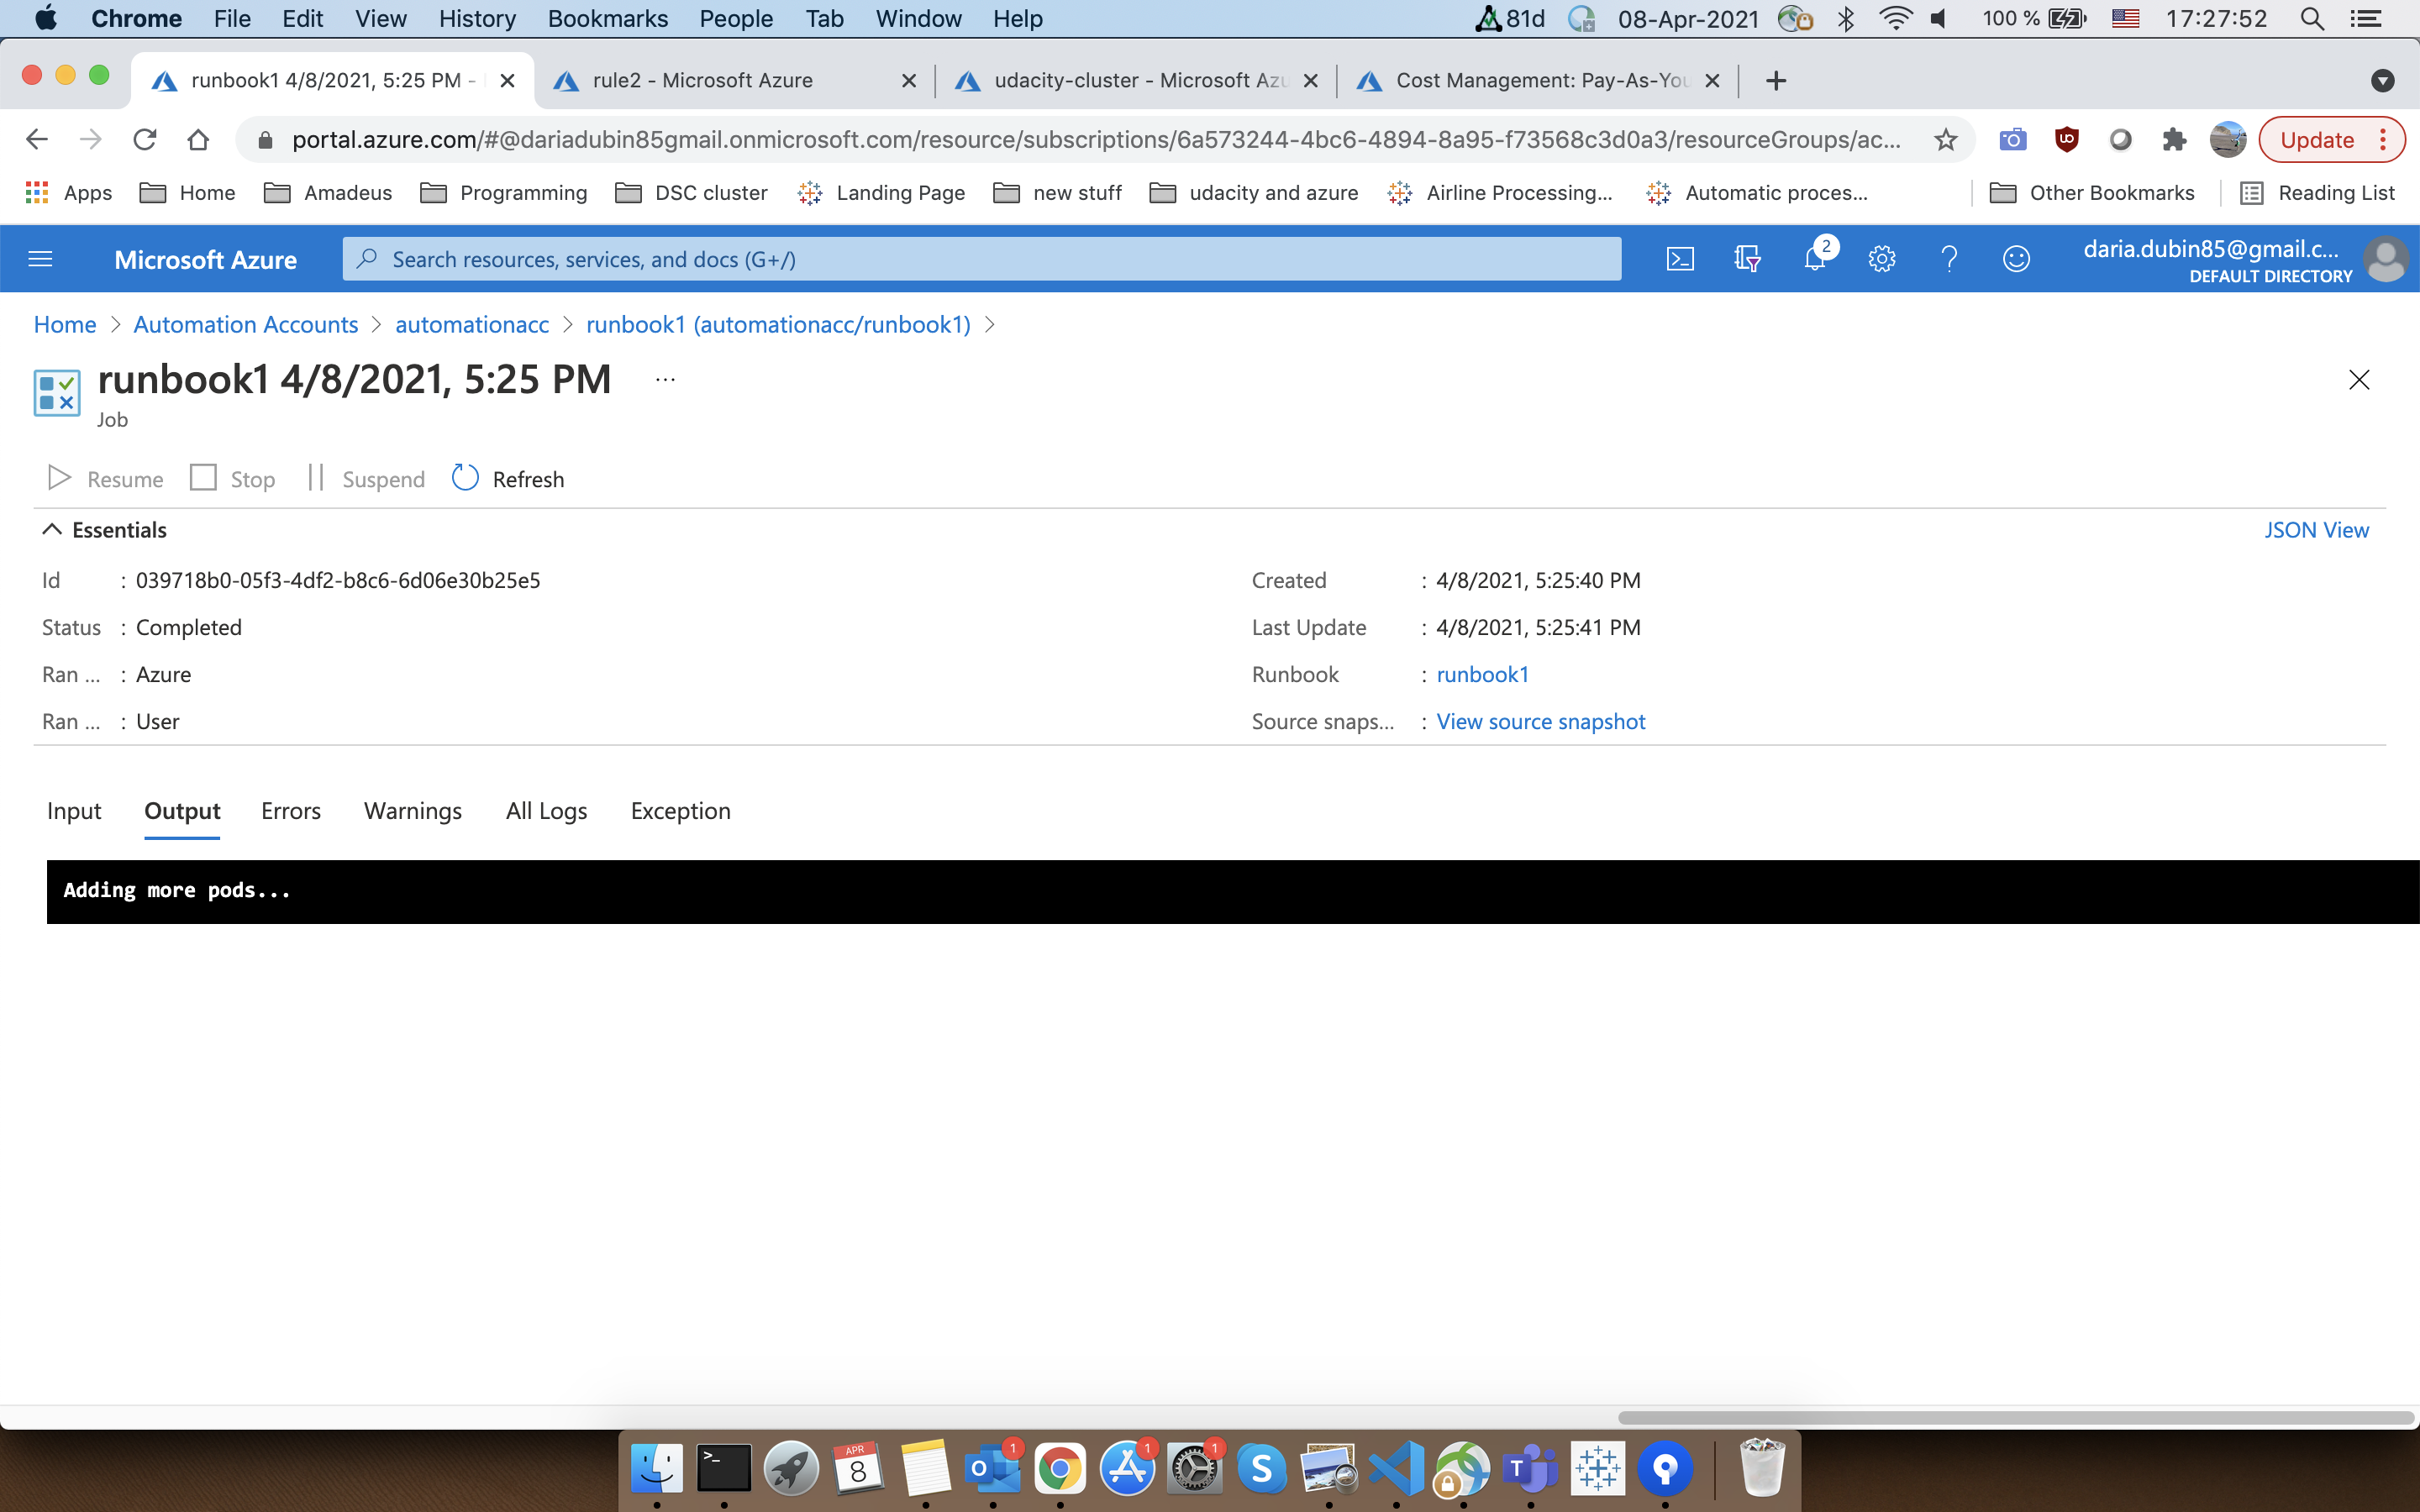 Chrome File Edit View History Bookmarks People Tab Window Help 81d 08-Apr-2021 100 % 17:27:52
runbook1 4/8/2021, 5:25 PM - rule2 - Microsoft Azure udacity-cluster - Microsoft Azu Cost Management: Pay-As-You
portal.azure.com/#@dariadubin85gmail.onmicrosoft.com/resource/subscriptions/6a573244-4bc6-4894-8a95-f73568c3d0a3/resourceGroups/ac... Update
Apps Home Amadeus Programming DSC cluster Landing Page new stuff udacity and azure Airline Processing... Automatic proces... Other Bookmarks Reading List
Microsoft Azure Search resources, services, and docs (G+/) 2 daria.dubin85@gmail.c...
DEFAULT DIRECTORY
Home > Automation Accounts > automationacc > runbook1 (automationacc/runbook1) >
runbook1 4/8/2021, 5:25 PM ...
Job
Resume Stop Suspend Refresh
Essentials JSON View
Id : 039718b0-05f3-4df2-b8c6-6d06e30b25e5 Created : 4/8/2021, 5:25:40 PM
Status : Completed Last Update : 4/8/2021, 5:25:41 PM
Ran ... : Azure Runbook : runbook1
Ran ... : User Source snaps... : View source snapshot
Input Output Errors Warnings All Logs Exception
Adding more pods...
APR
8 1 1 1